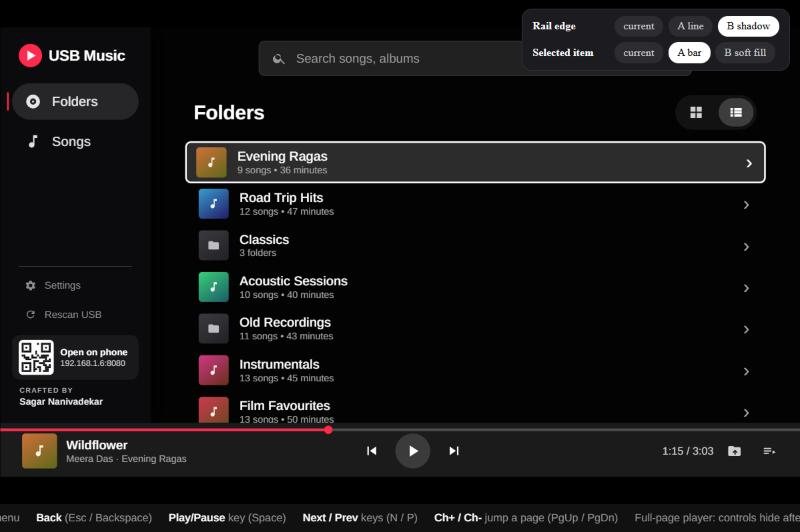 Rail edge current A line B shadow
Selected item current A bar B soft fill
USB Music
Search songs, albums
Folders
Songs
Folders
Evening Ragas
9 songs • 36 minutes
Road Trip Hits
12 songs • 47 minutes
Classics
3 folders
Acoustic Sessions
10 songs • 40 minutes
Old Recordings
11 songs • 43 minutes
Instrumentals
13 songs • 45 minutes
Film Favourites
13 songs • 50 minutes
Settings
Rescan USB
Open on phone
192.168.1.6:8080
CRAFTED BY
Sagar Nanivadekar
Wildflower
Meera Das · Evening Ragas
1:15 / 3:03
enu Back (Esc / Backspace) Play/Pause key (Space) Next / Prev keys (N / P) Ch+ / Ch- jump a page (PgUp / PgDn) Full-page player: controls hide afte